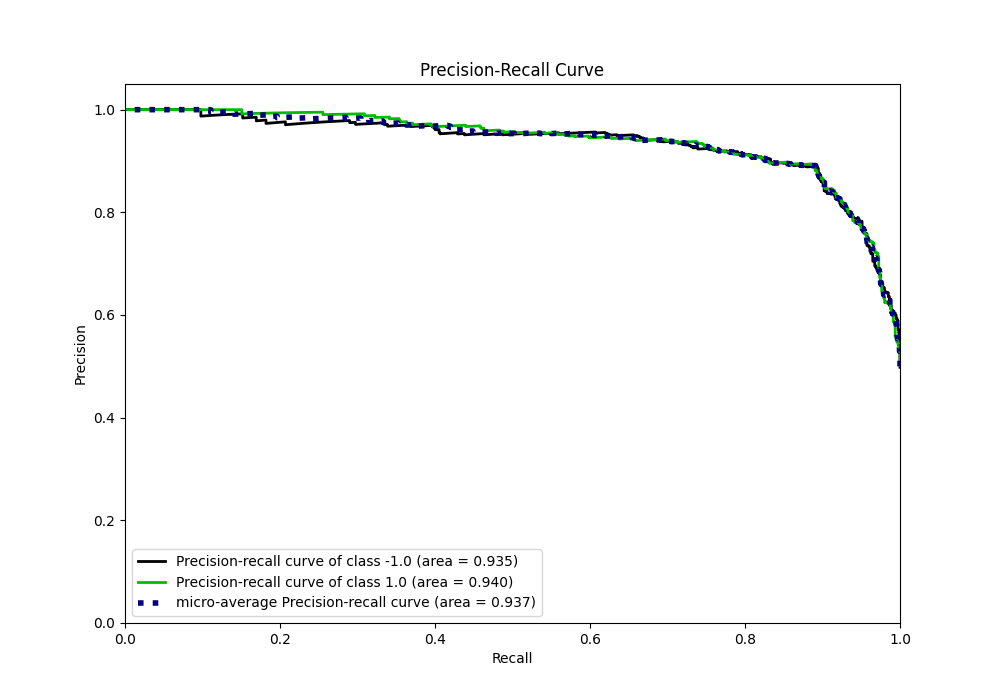 Precision-Recall Curve
1.0
0.8
0.6
0.4
0.2
0.0
Precision
Precision-recall curve of class -1.0 (area = 0.935)
Precision-recall curve of class 1.0 (area = 0.940)
micro-average Precision-recall curve (area = 0.937)
0.0 0.2 0.4 0.6 0.8 1.0
Recall